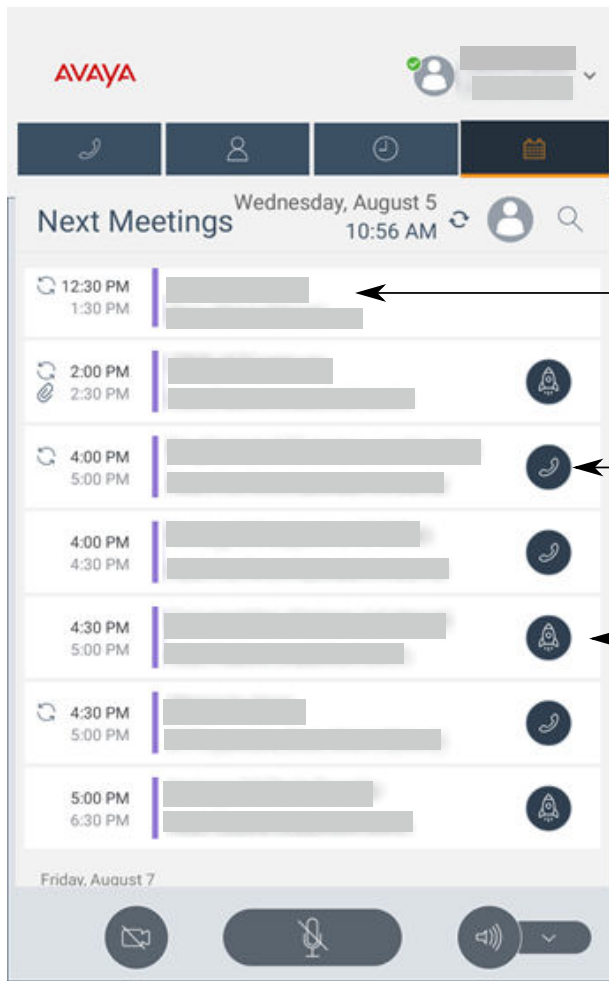 AVAYA
Wednesday, August 5
Next Meetings
10:56 AM
12:30 PM
1:30 PM
2:00 PM
2:30 PM
4:00 PM
5:00 PM
4:00 PM
4:30 PM
4:30 PM
5:00 PM
4:30 PM
5:00 PM
5:00 PM
6:30 PM
Friday, August 7